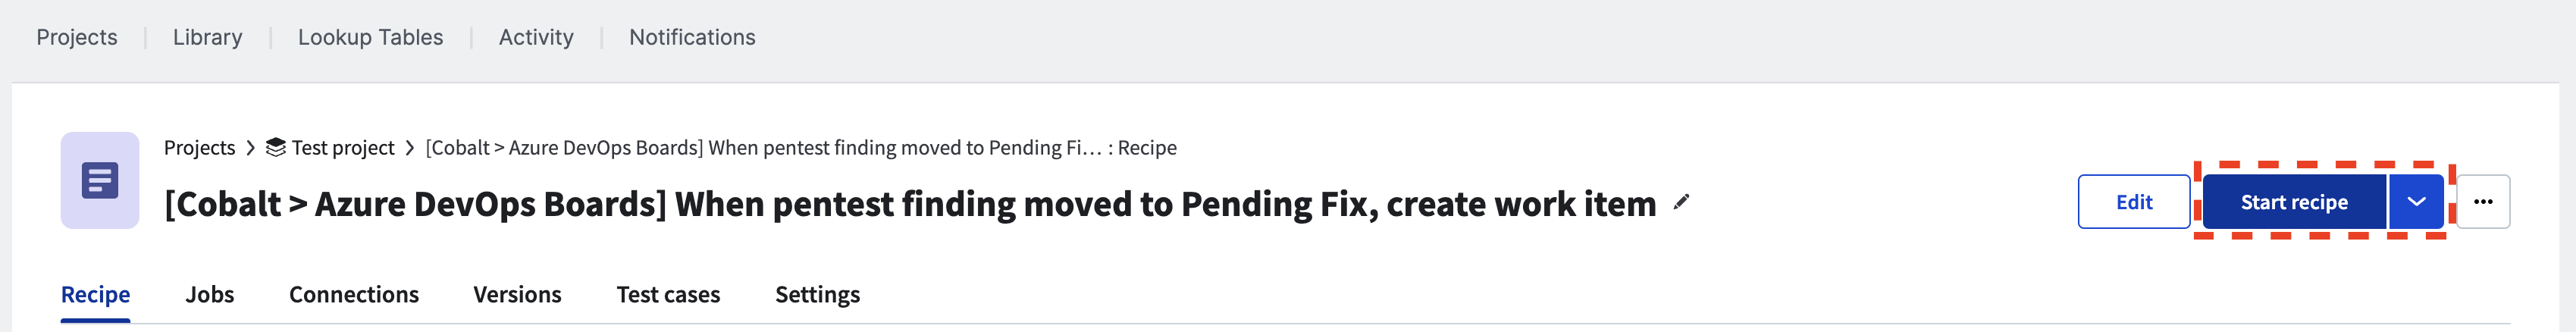 Projects | Library | Lookup Tables | Activity | Notifications
Projects > Test project > [Cobalt > Azure DevOps Boards] When pentest finding moved to Pending Fi... : Recipe
[Cobalt > Azure DevOps Boards] When pentest finding moved to Pending Fix, create work item
Edit Start recipe ...
Recipe Jobs Connections Versions Test cases Settings